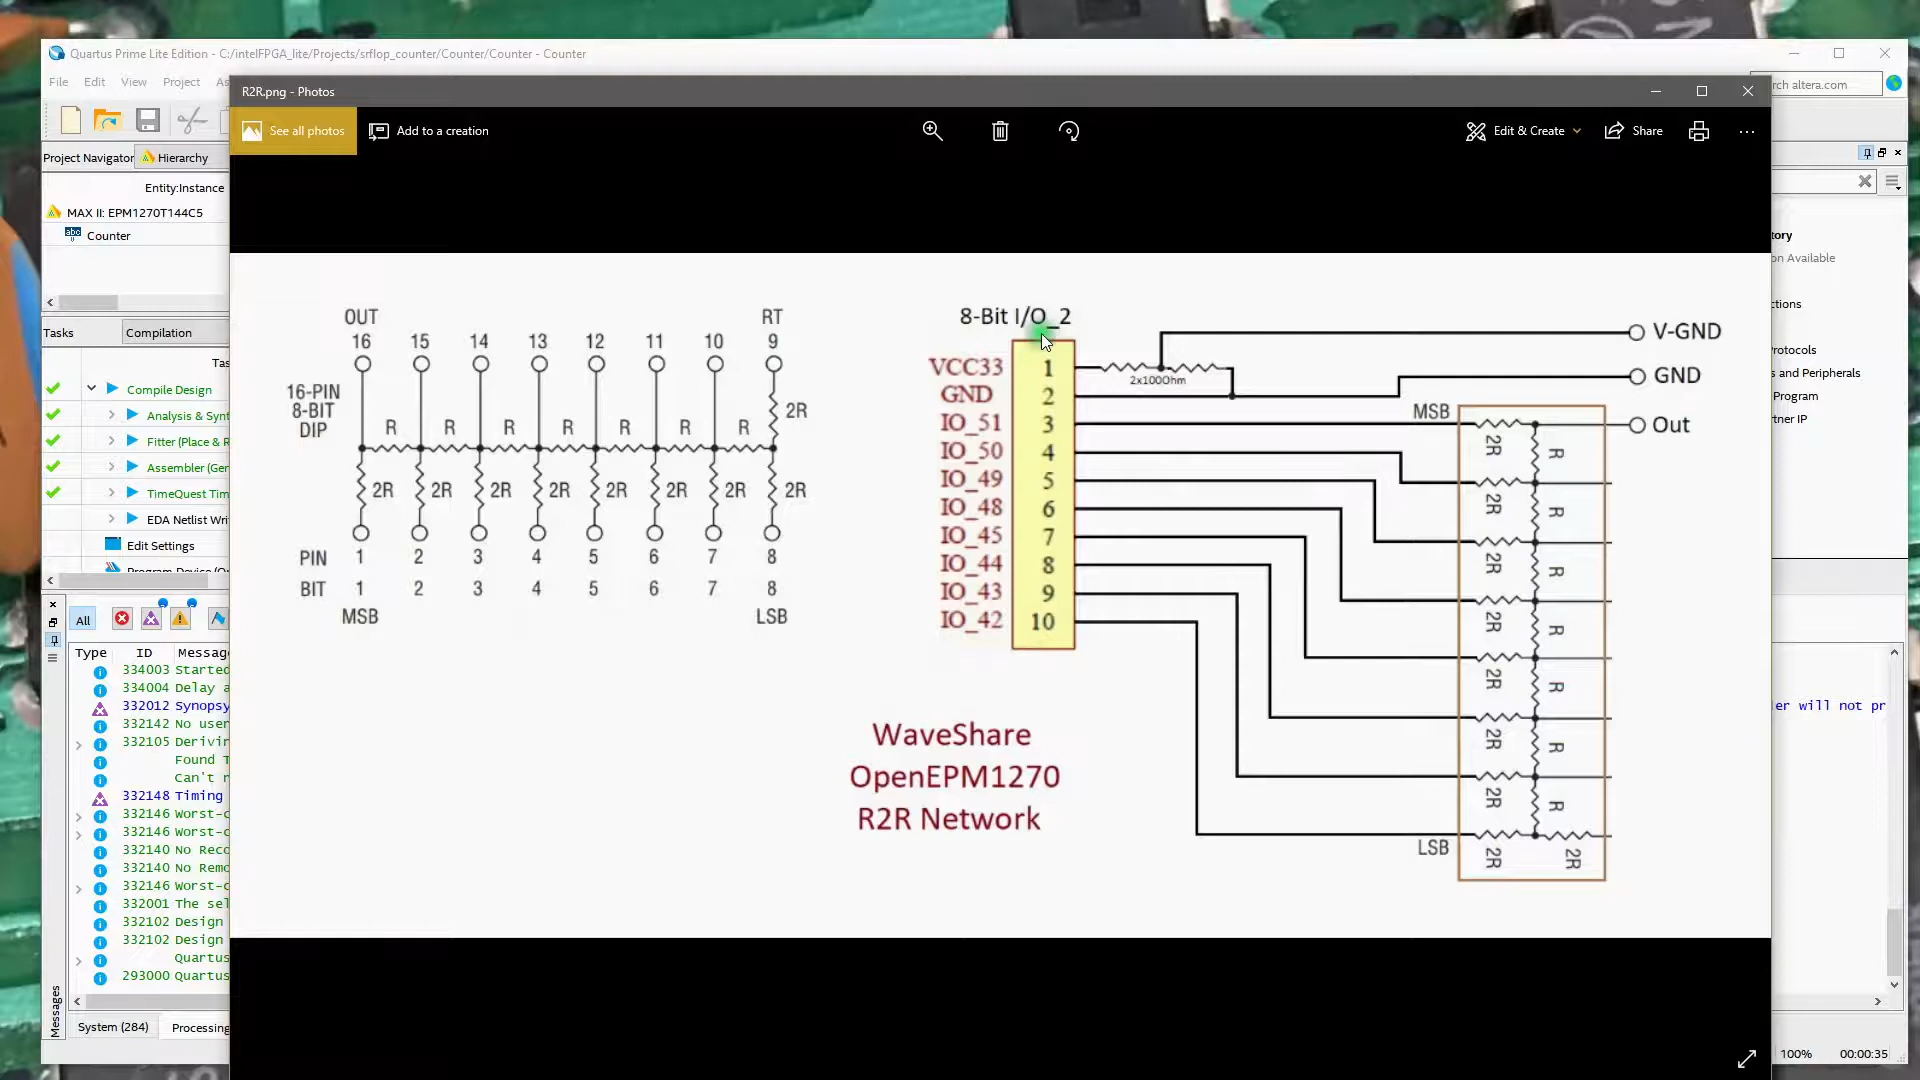 Quartus Prime Lite Edition - C:/intelFPGA_lite/Projects/srflop_counter/Counter/Counter - Counter
File Edit View Project As
rch altera.com
R2R.png - Photos
See all photos
Add to a creation
Edit & Create
Share
Project Navigator
Hierarchy
Entity:Instance
MAX II: EPM1270T144C5
Counter
Tasks
Compilation
Tas
Compile Design
Analysis & Synt
Fitter (Place & R
Assembler (Gen
TimeQuest Tim
EDA Netlist Wri
Edit Settings
Program Device (O
All
Type ID Messag
334003 Started
334004 Delay a
332012 Synopsy
332142 No user
332105 Derivin
Found T
Can't r
332148 Timing
332146 Worst-c
332146 Worst-c
332140 No Reco
332140 No Remo
332146 Worst-c
332001 The sel
332102 Design
332102 Design
Quartus
293000 Quartus
Messages
System (284)
Processing
OUT RT
16 15 14 13 12 11 10 9
16-PIN
8-BIT
DIP
2R
R R R R R R R
2R 2R 2R 2R 2R 2R 2R 2R
PIN 1 2 3 4 5 6 7 8
BIT 1 2 3 4 5 6 7 8
MSB LSB
8-Bit I/O_2
VCC33 1
GND 2
IO_51 3
IO_50 4
IO_49 5
IO_48 6
IO_45 7
IO_44 8
IO_43 9
IO_42 10
2x100Ohm
V-GND
GND
MSB
Out
2R R
2R R
2R R
2R R
2R R
2R R
2R R
LSB
2R 2R
WaveShare
OpenEPM1270
R2R Network
tory
on Available
ctions
rotocols
s and Peripherals
Program
rtner IP
er will not pr
100% 00:00:35